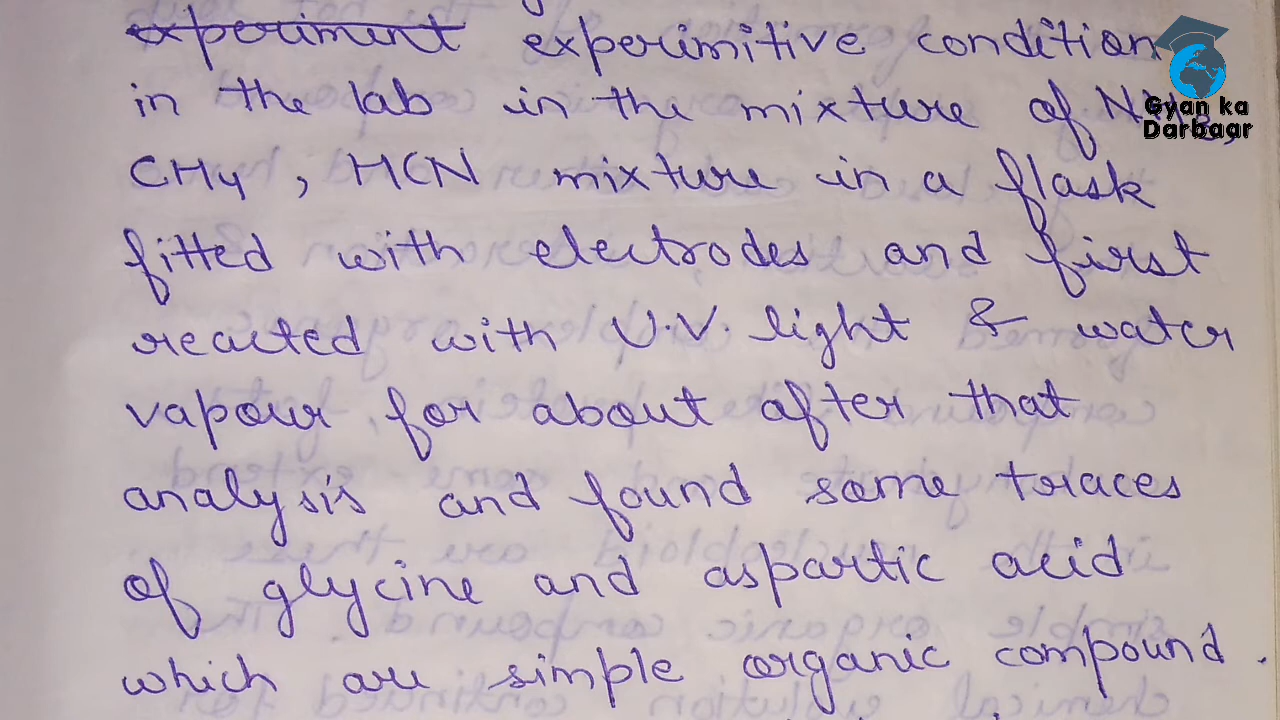 experiment experimitive condition
in the lab in the mixture of NH3,
CH4, HCN mixture in a flask
fitted with electrodes and first
reacted with U.V. light & water
vapour for about after that
analysis and found some traces
of glycine and aspartic acid
which are simple organic compound.
Gyan ka
Darbaar